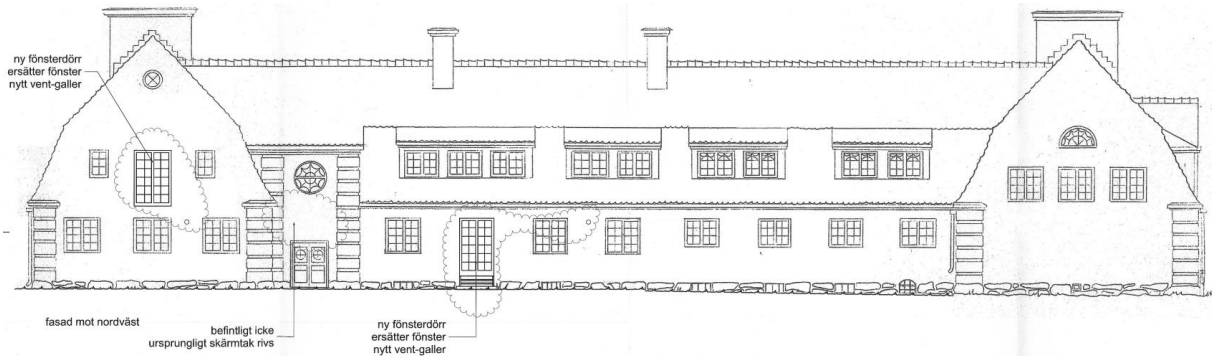 ny fönsterdörr
ersätter fönster
nytt vent-galler
fasad mot nordväst
befintligt icke
ursprungligt skärmtak rivs
ny fönsterdörr
ersätter fönster
nytt vent-galler